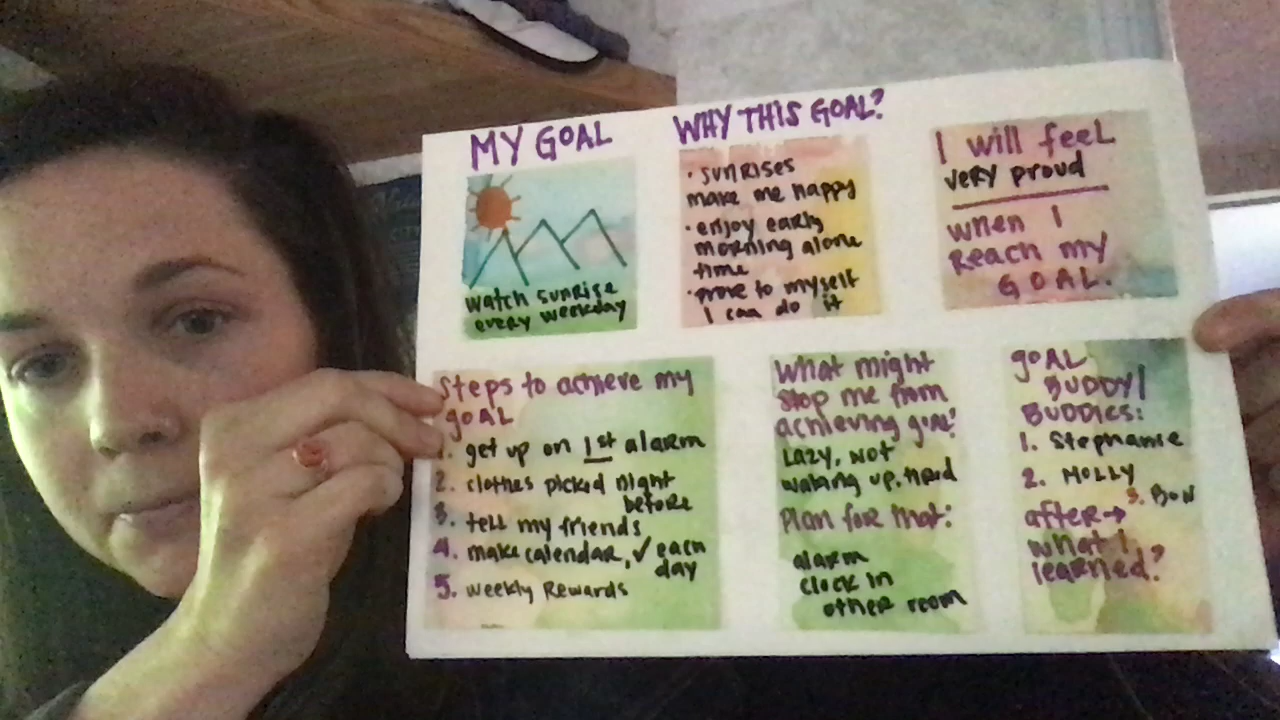 MY GOAL
watch sunrise
every weekday
WHY THIS GOAL?
• sunrises
make me happy
• enjoy early
morning alone
time
• prove to myself
I can do it
I will feel
very proud
when I
reach my
GOAL.
Steps to achieve my
goal
1. get up on 1st alarm
2. clothes picked night
before
3. tell my friends
4. make calendar, ✓ each
day
5. weekly rewards
What might
stop me from
achieving goal?
Lazy, not
waking up,
Plan for that:
alarm
clock in
other room
goal
BUDDY/
BUDDIES:
1. Stephanie
2. Molly
3.
after→
what I
learned?